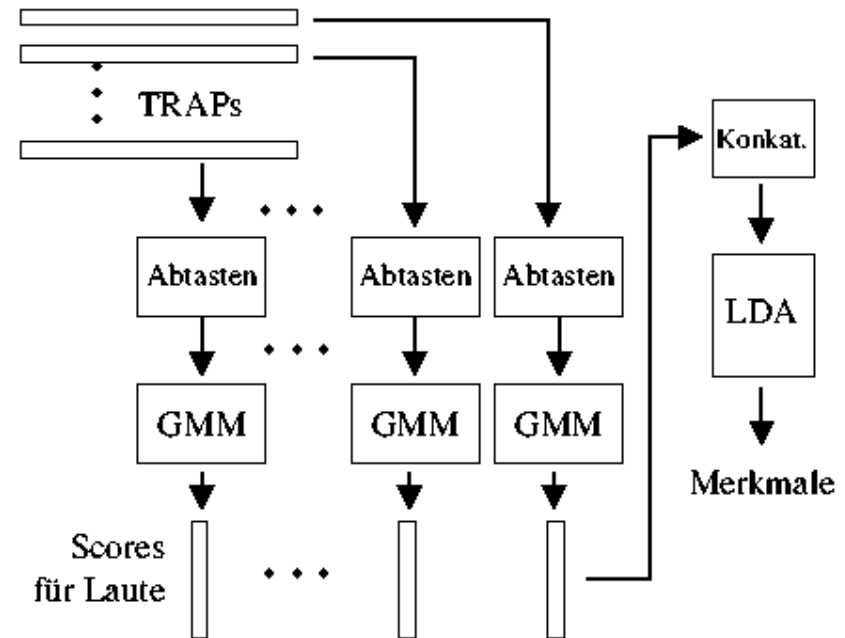 TRAPs
Konkat.
Abtasten Abtasten Abtasten
LDA
GMM GMM GMM
Merkmale
Scores
für Laute